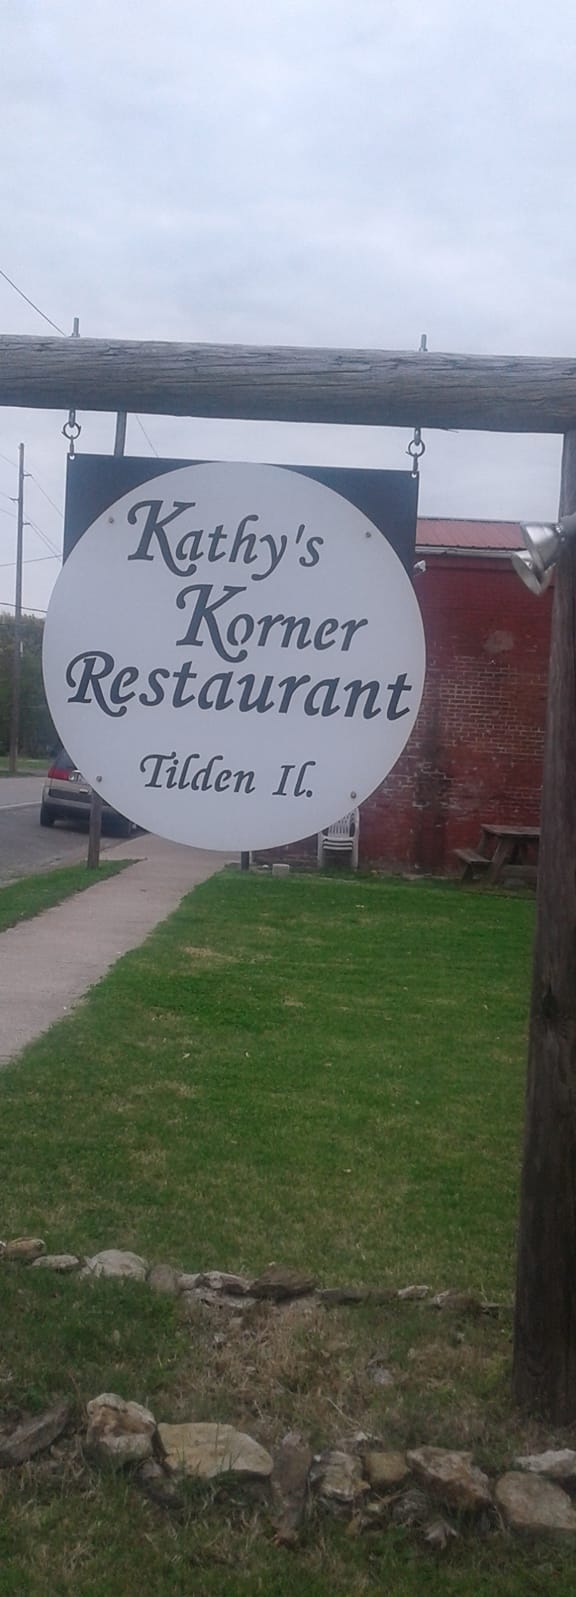 Kathy's
Korner
Restaurant
Tilden Il.